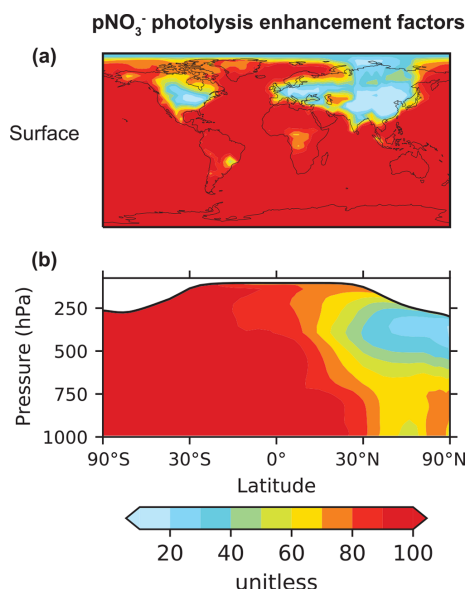 pNO₃⁻ photolysis enhancement factors
(a)
Surface
(b)
Pressure (hPa)
250
500
750
1000
90°S 30°S 0° 30°N 90°N
Latitude
20 40 60 80 100
unitless